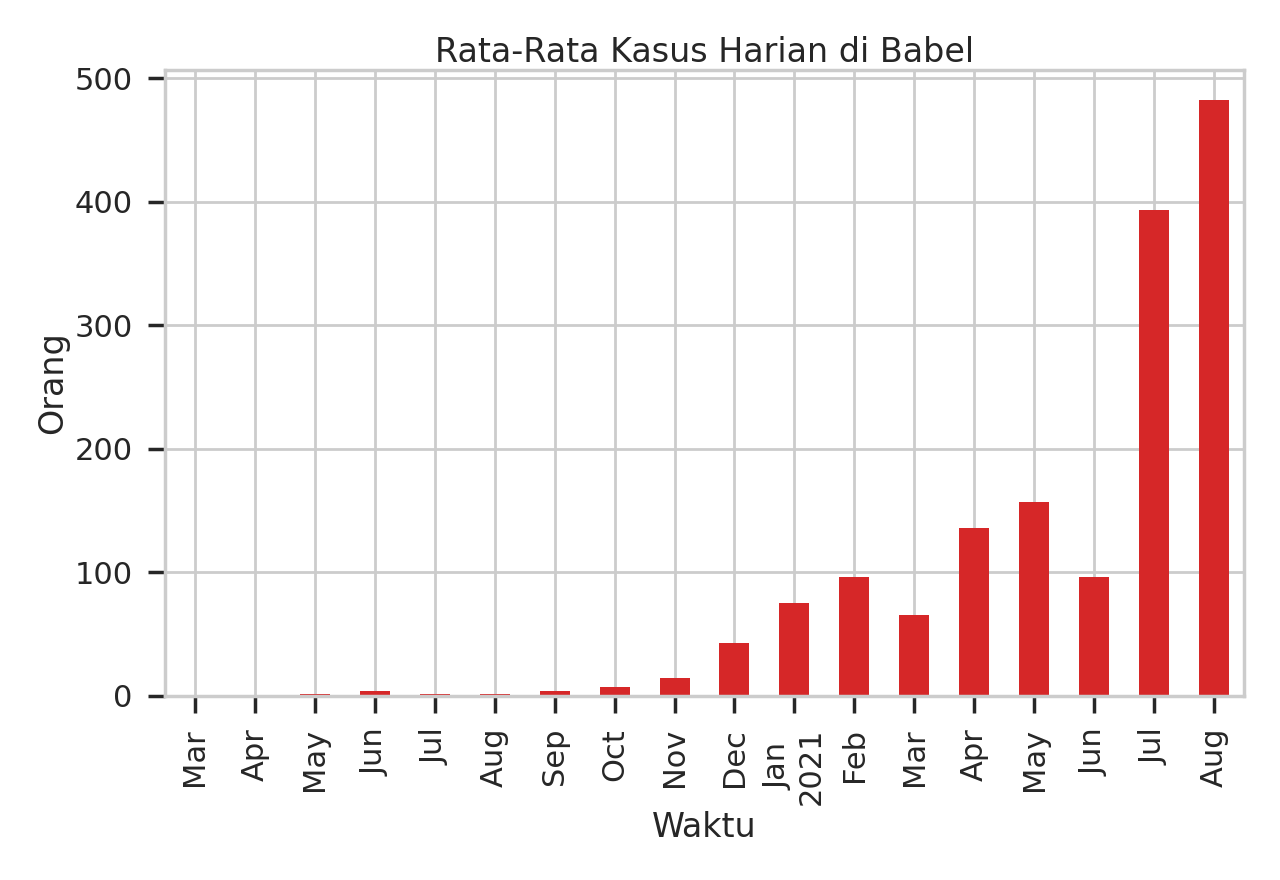 Rata-Rata Kasus Harian di Babel
500
400
300
200
100
0
Orang
Mar
Apr
May
Jun
Jul
Aug
Sep
Oct
Nov
Dec
Jan
2021
Feb
Mar
Apr
May
Jun
Jul
Aug
Waktu